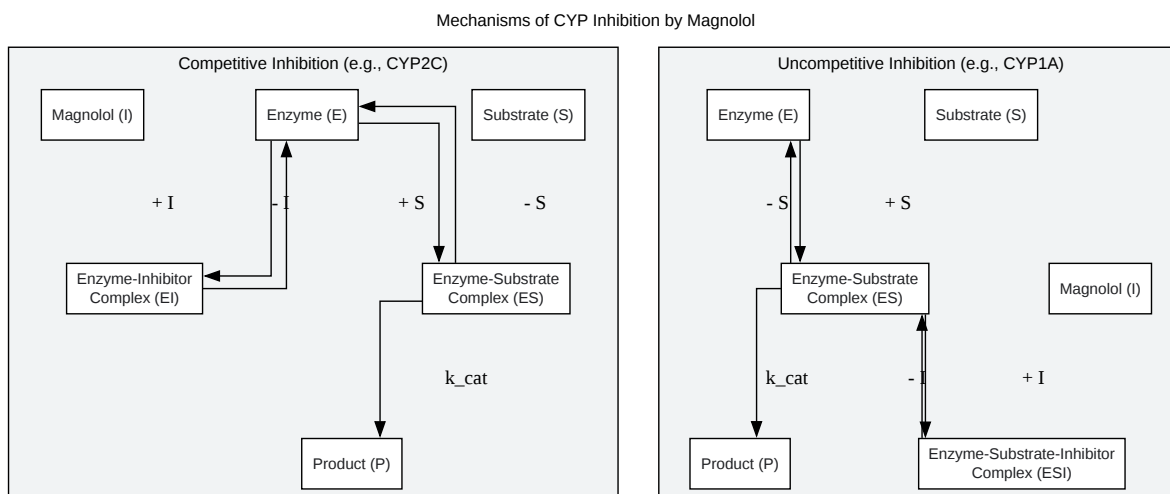 Mechanisms of CYP Inhibition by Magnolol
Competitive Inhibition (e.g., CYP2C)
Magnolol (I)
Enzyme (E)
Substrate (S)
+ I
- I
+ S
- S
Enzyme-Inhibitor
Complex (EI)
Enzyme-Substrate
Complex (ES)
k_cat
Product (P)
Uncompetitive Inhibition (e.g., CYP1A)
Enzyme (E)
Substrate (S)
- S
+ S
Enzyme-Substrate
Complex (ES)
Magnolol (I)
k_cat
- I
+ I
Product (P)
Enzyme-Substrate-Inhibitor
Complex (ESI)